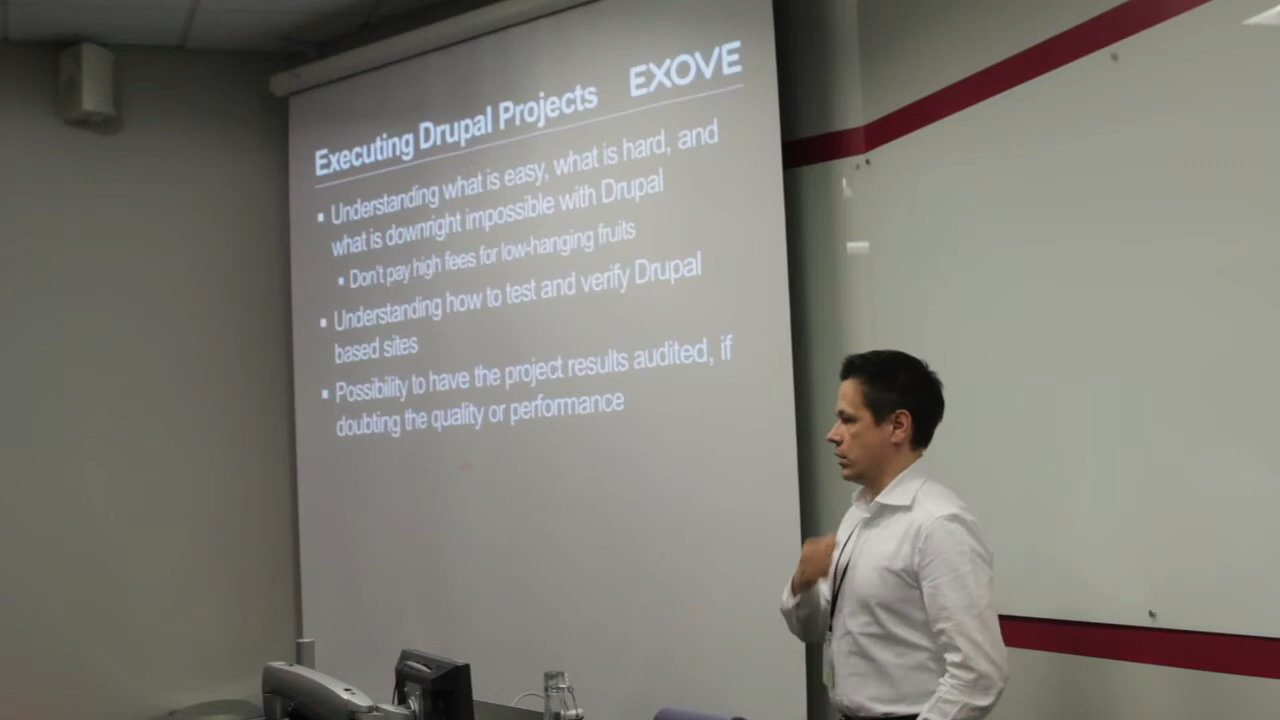 Executing Drupal Projects EXOVE
▪ Understanding what is easy, what is hard, and
what is downright impossible with Drupal
▪ Don't pay high fees for low-hanging fruits
▪ Understanding how to test and verify Drupal
based sites
▪ Possibility to have the project results audited, if
doubting the quality or performance